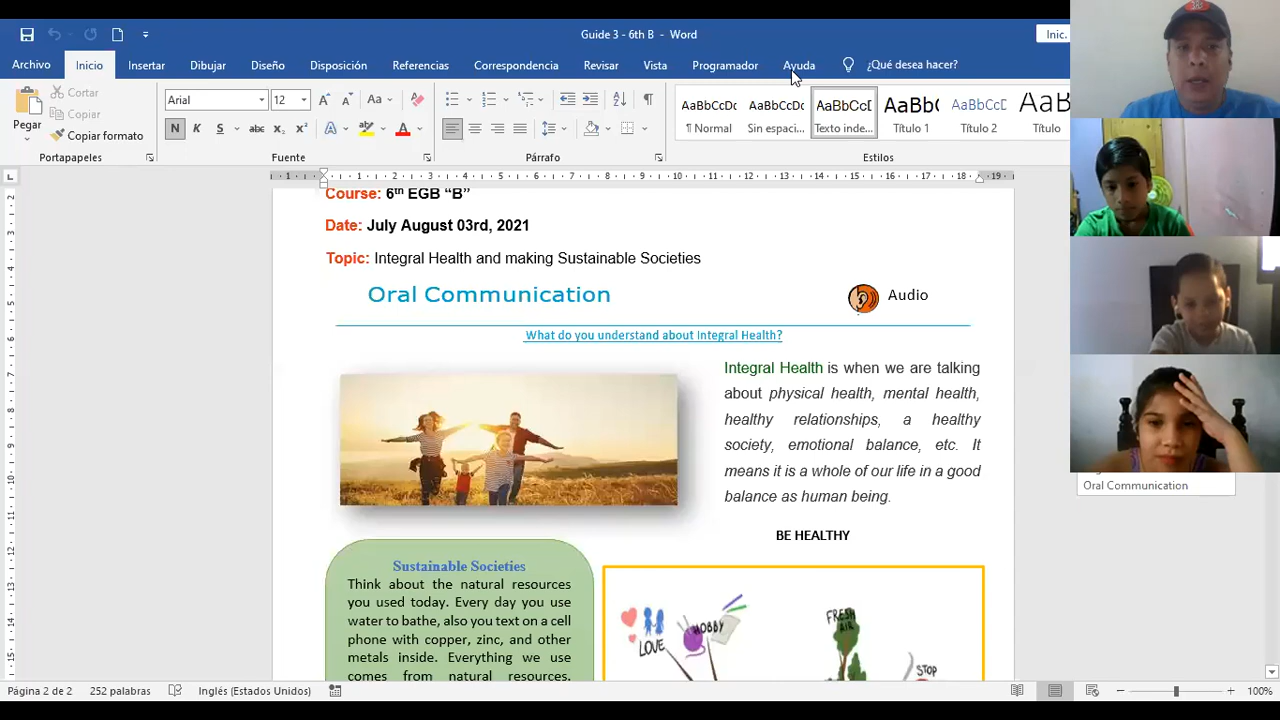 Guide 3 - 6th B - Word
Inic.
Archivo Inicio Insertar Dibujar Diseño Disposición Referencias Correspondencia Revisar Vista Programador Ayuda ¿Qué desea hacer?
Pegar
Cortar
Copiar
Copiar formato
Portapapeles
Arial 12
Aa
N K S abc x₂ x²
Fuente
Párrafo
AaBbCcDc AaBbCcDc AaBbCcD AaBbC AaBbCcD AaB
¶ Normal Sin espaci... Texto inde... Título 1 Título 2 Título
Estilos
Course: 6th EGB “B”
Date: July August 03rd, 2021
Topic: Integral Health and making Sustainable Societies
Oral Communication
Audio
What do you understand about Integral Health?
Integral Health is when we are talking
about physical health, mental health,
healthy relationships, a healthy
society, emotional balance, etc. It
means it is a whole of our life in a good
balance as human being.
BE HEALTHY
Sustainable Societies
Think about the natural resources
you used today. Every day you use
water to bathe, also you text on a cell
phone with copper, zinc, and other
metals inside. Everything we use
comes from natural resources.
LOVE
HOBBY
FRESH
AIR
STOP
Oral Communication
Página 2 de 2 252 palabras Inglés (Estados Unidos) 100%